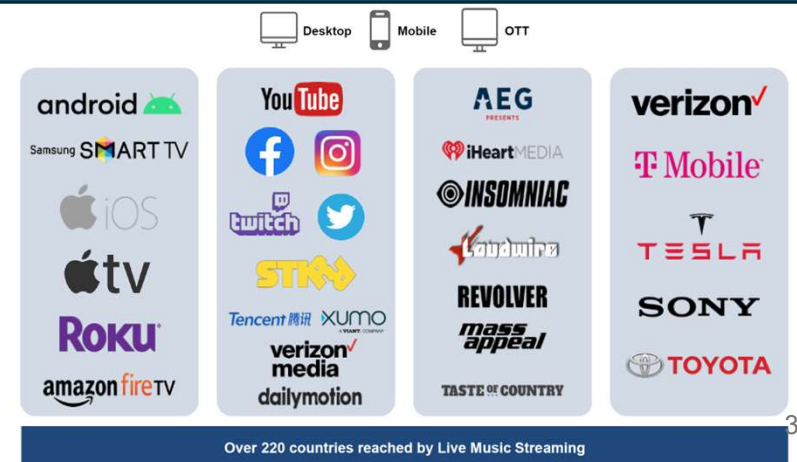 Desktop
Mobile
OTT
android
Samsung SMART TV
iOS
tv
ROKU
amazon fireTV
YouTube
twitch
Tencent 腾讯
XUMO
A VIANT COMPANY
verizon
media
dailymotion
AEG
PRESENTS
iHeartMEDIA
INSOMNIAC
Loudwire
REVOLVER
mass
appeal
TASTE OF COUNTRY
verizon
T Mobile
TESLA
SONY
TOYOTA
3
Over 220 countries reached by Live Music Streaming